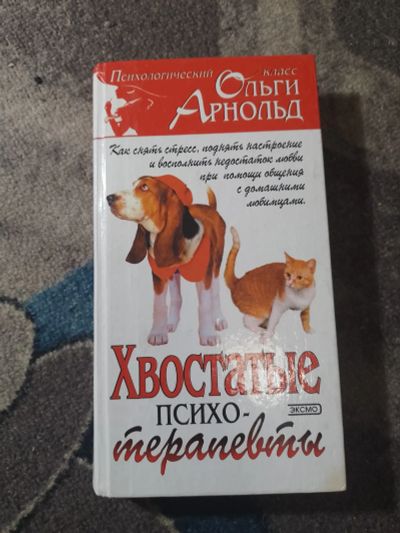 Психологический класс
Ольги
Арнольд
Как снять стресс, поднять настроение
и восполнить недостаток любви
при помощи общения
с домашними
любимцами.
Хвостатые
ПСИХО-
терапевты
ЭКСМО